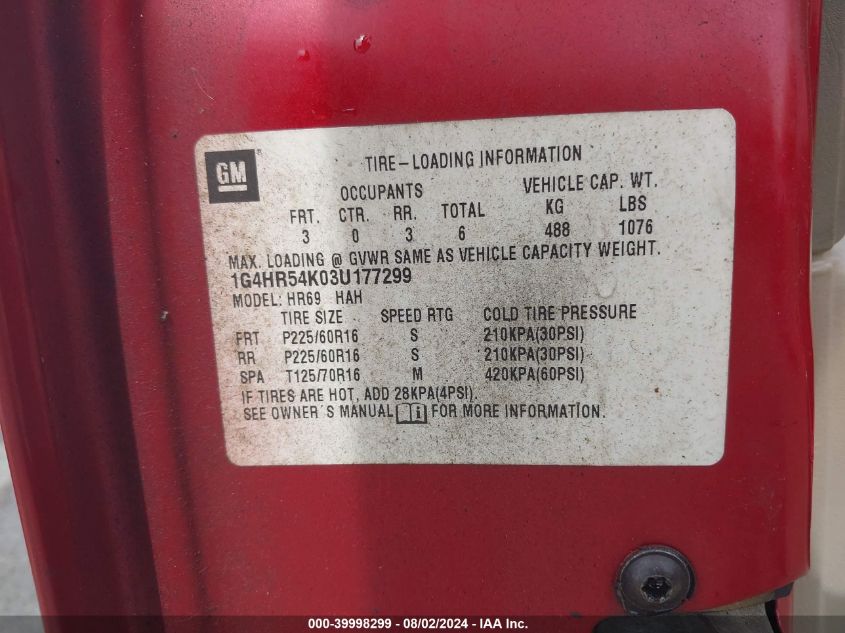 GM
TIRE-LOADING INFORMATION
OCCUPANTS VEHICLE CAP. WT.
FRT. CTR. RR. TOTAL KG LBS
3 0 3 6 488 1076
MAX. LOADING @ GVWR SAME AS VEHICLE CAPACITY WEIGHT.
1G4HR54K03U177299
MODEL: HR69 HAH
TIRE SIZE SPEED RTG COLD TIRE PRESSURE
FRT P225/60R16 S 210KPA(30PSI)
RR P225/60R16 S 210KPA(30PSI)
SPA T125/70R16 M 420KPA(60PSI)
IF TIRES ARE HOT, ADD 28KPA(4PSI).
SEE OWNER'S MANUAL i FOR MORE INFORMATION.
000-39998299 - 08/02/2024 - IAA Inc.